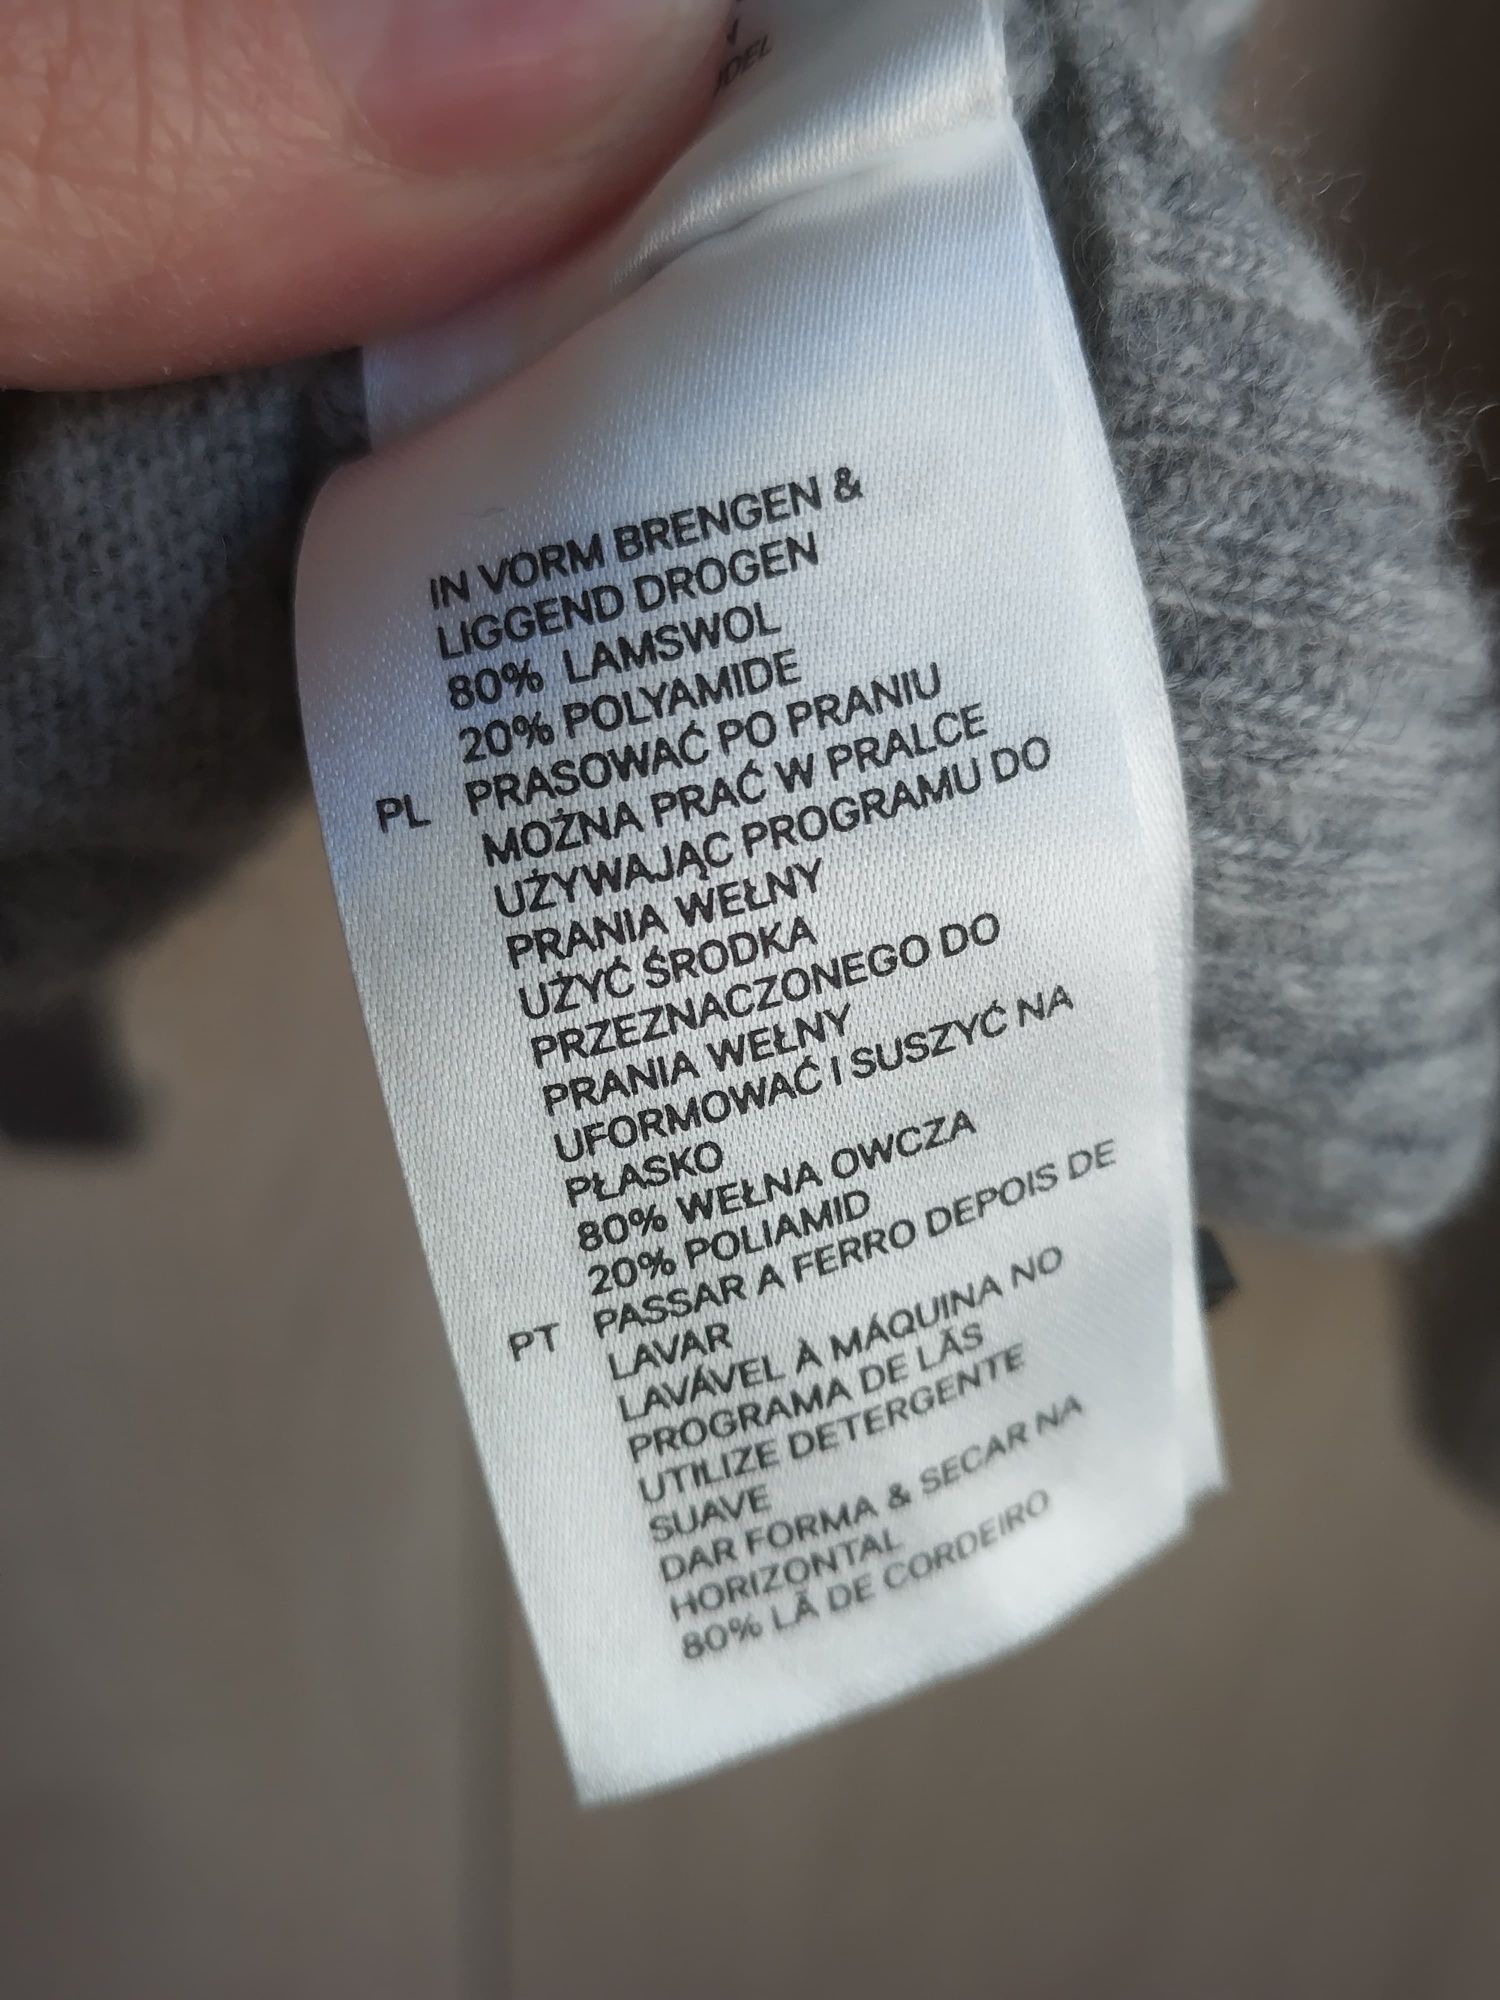 IN VORM BRENGEN &
LIGGEND DROGEN
80% LAMSWOL
20% POLYAMIDE
PL PRASOWAĆ PO PRANIU
MOŻNA PRAĆ W PRALCE
UŻYWAJĄC PROGRAMU DO
PRANIA WEŁNY
UŻYĆ ŚRODKA
PRZEZNACZONEGO DO
PRANIA WEŁNY
UFORMOWAĆ I SUSZYĆ NA
PŁASKO
80% WEŁNA OWCZA
20% POLIAMID
PT PASSAR A FERRO DEPOIS DE
LAVAR
LAVÁVEL À MÁQUINA NO
PROGRAMA DE LÃS
UTILIZE DETERGENTE
SUAVE
DAR FORMA & SECAR NA
HORIZONTAL
80% LÃ DE CORDEIRO